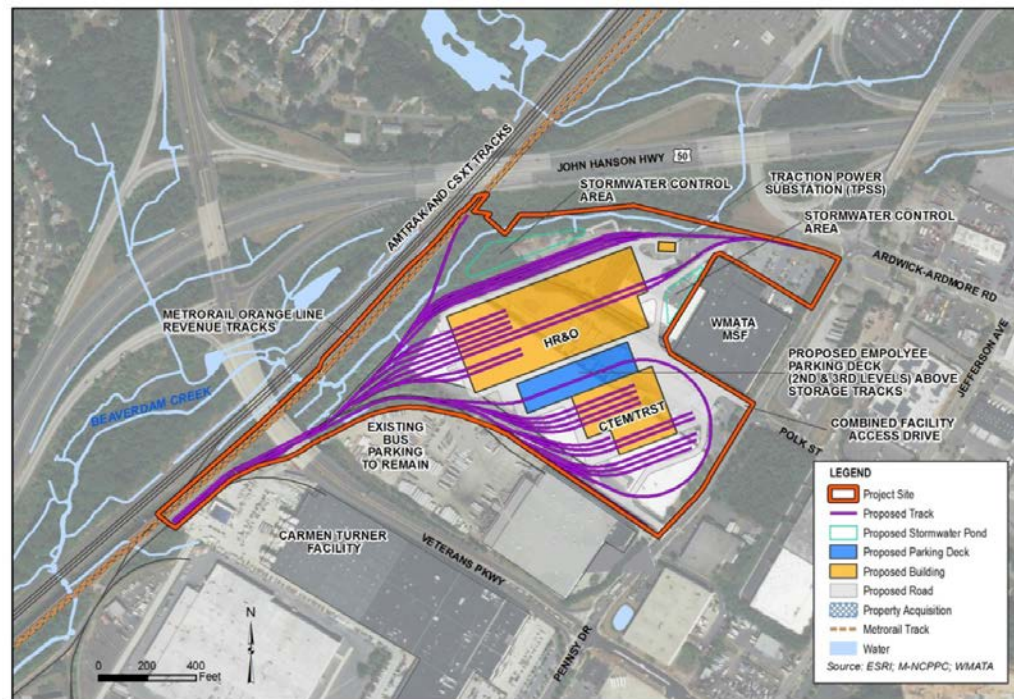 AMTRAK AND CSXT TRACKS
JOHN HANSON HWY
50
STORMWATER CONTROL
AREA
TRACTION POWER
SUBSTATION (TPSS)
STORMWATER CONTROL
AREA
ARDWICK-ARDMORE RD
METRORAIL ORANGE LINE
REVENUE TRACKS
HR&O
WMATA
MSF
JEFFERSON AVE
PROPOSED EMPOLYEE
PARKING DECK
(2ND & 3RD LEVELS) ABOVE
STORAGE TRACKS
BEAVERDAM CREEK
CTEM/TRST
COMBINED FACILITY
ACCESS DRIVE
EXISTING
BUS
PARKING
TO REMAIN
POLK ST
CARMEN TURNER
FACILITY
VETERANS PKWY
PENNSY DR
N
0 200 400
Feet
LEGEND
Project Site
Proposed Track
Proposed Stormwater Pond
Proposed Parking Deck
Proposed Building
Proposed Road
Property Acquisition
Metrorail Track
Water
Source: ESRI; M-NCPPC; WMATA